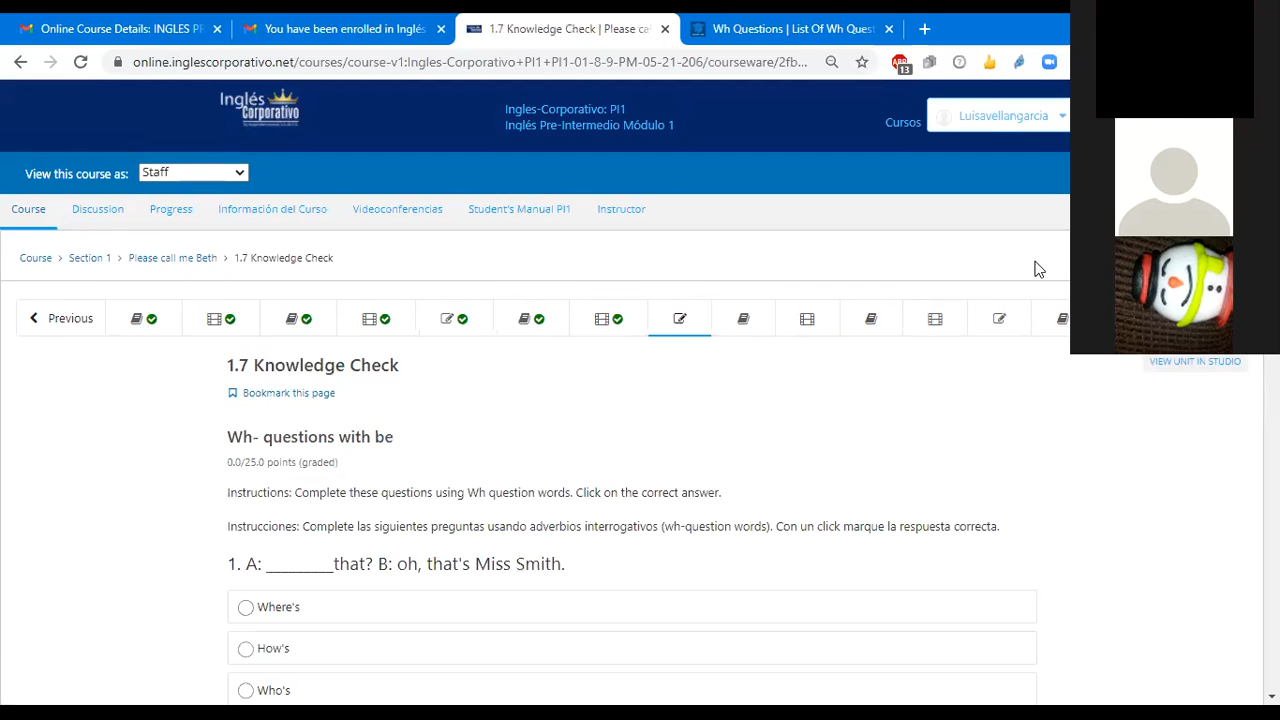 Online Course Details: INGLES PR
You have been enrolled in Inglés
1.7 Knowledge Check | Please ca
Wh Questions | List Of Wh Quest
online.inglescorporativo.net/courses/course-v1:Ingles-Corporativo+PI1+PI1-01-8-9-PM-05-21-206/courseware/2fb...
ABP
13
Inglés
Corporativo
Ingles-Corporativo: PI1
Inglés Pre-Intermedio Módulo 1
Cursos
Luisavellangarcia
View this course as:
Staff
Course
Discussion
Progress
Información del Curso
Videoconferencias
Student's Manual PI1
Instructor
Course > Section 1 > Please call me Beth > 1.7 Knowledge Check
Previous
VIEW UNIT IN STUDIO
1.7 Knowledge Check
Bookmark this page
Wh- questions with be
0.0/25.0 points (graded)
Instructions: Complete these questions using Wh question words. Click on the correct answer.
Instrucciones: Complete las siguientes preguntas usando adverbios interrogativos (wh-question words). Con un click marque la respuesta correcta.
1. A: _________that? B: oh, that's Miss Smith.
Where's
How's
Who's